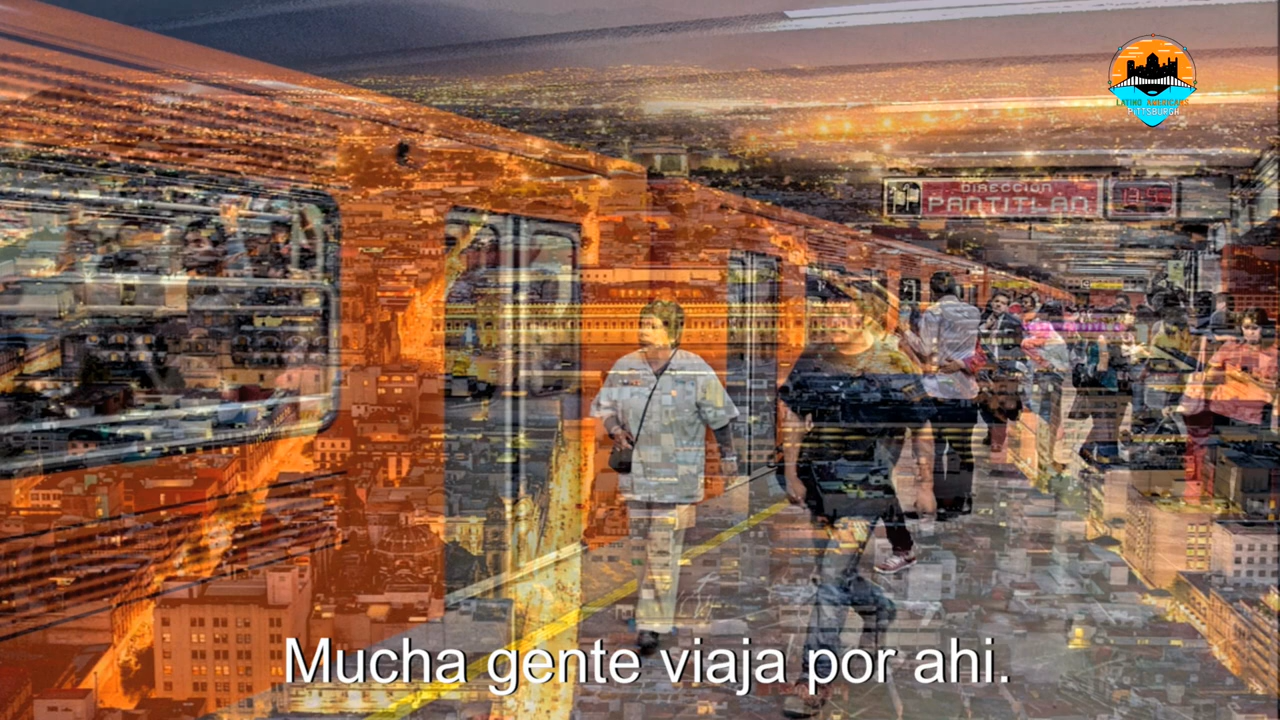 LATINO AMERICANS
PITTSBURGH
DIRECCION
PANTITLAN
Mucha gente viaja por ahi.